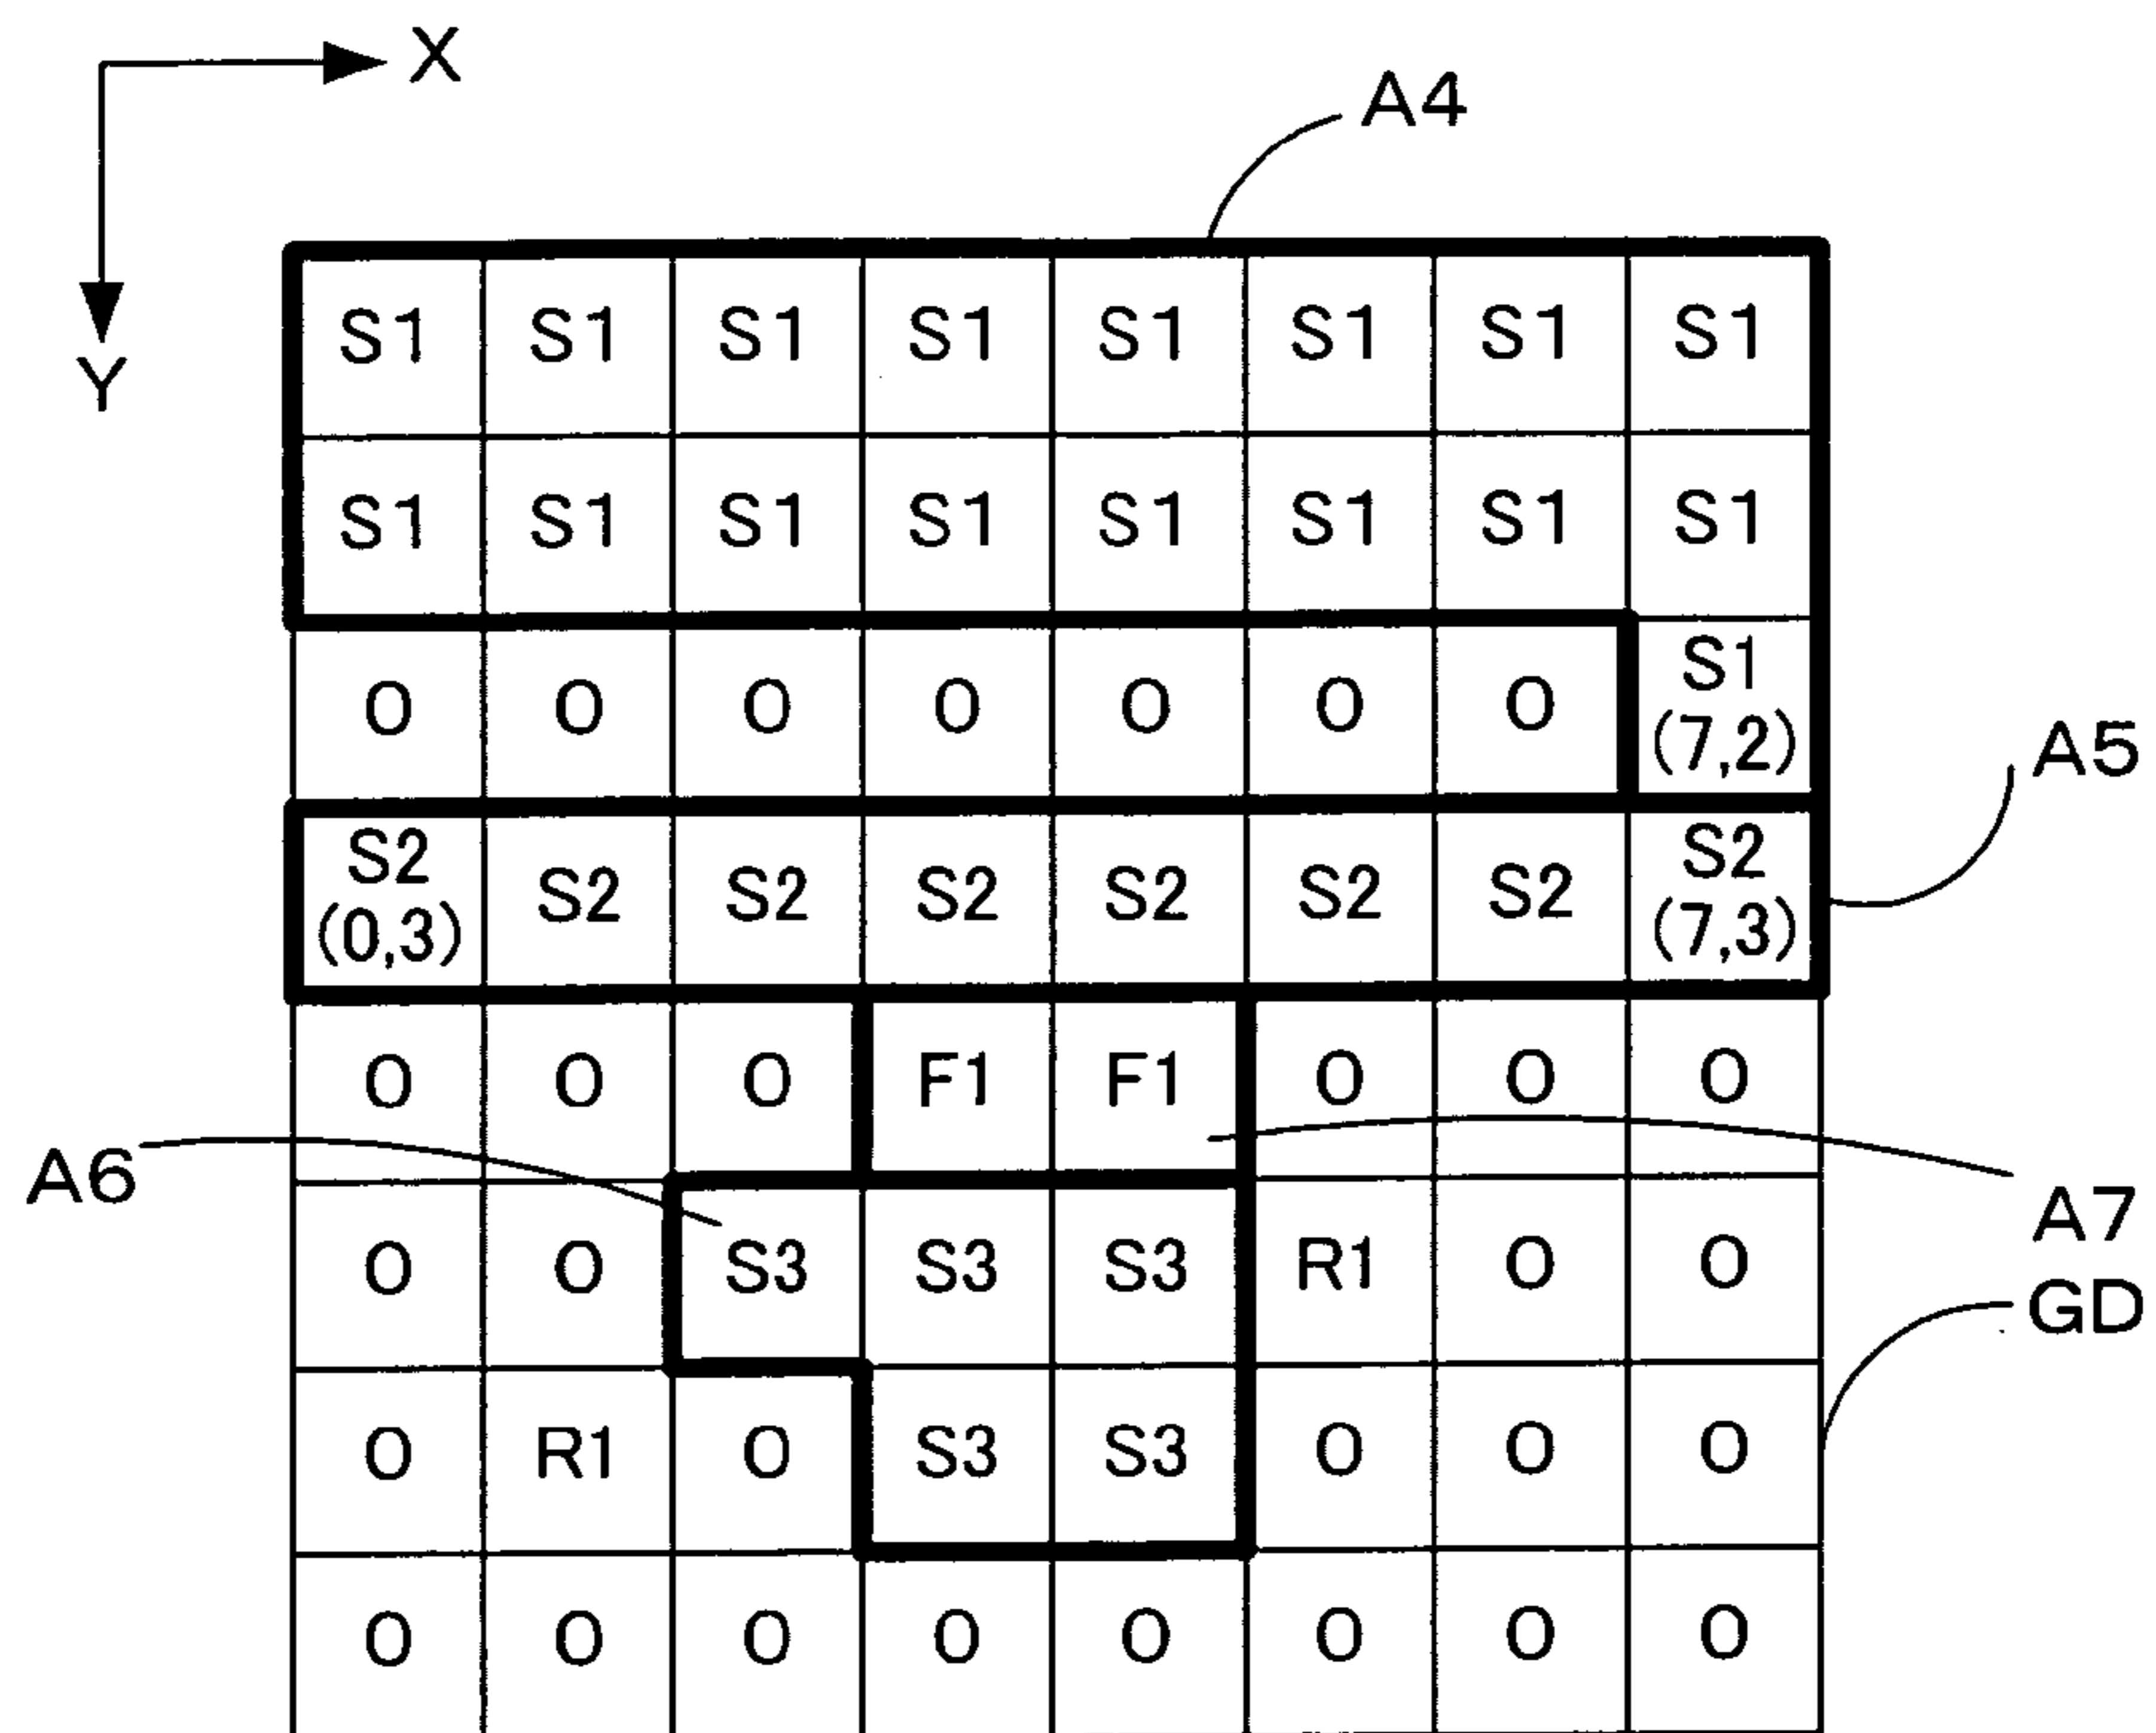 X
A4
Y
S1 S1 S1 S1 S1 S1 S1 S1
S1 S1 S1 S1 S1 S1 S1 S1
O O O O O O O S1
(7,2)
A5
S2 S2 S2 S2 S2 S2 S2 S2
(0,3) (7,3)
O O O F1 F1 O O O
A6
A7
O O S3 S3 S3 R1 O O
GD
O R1 O S3 S3 O O O
O O O O O O O O